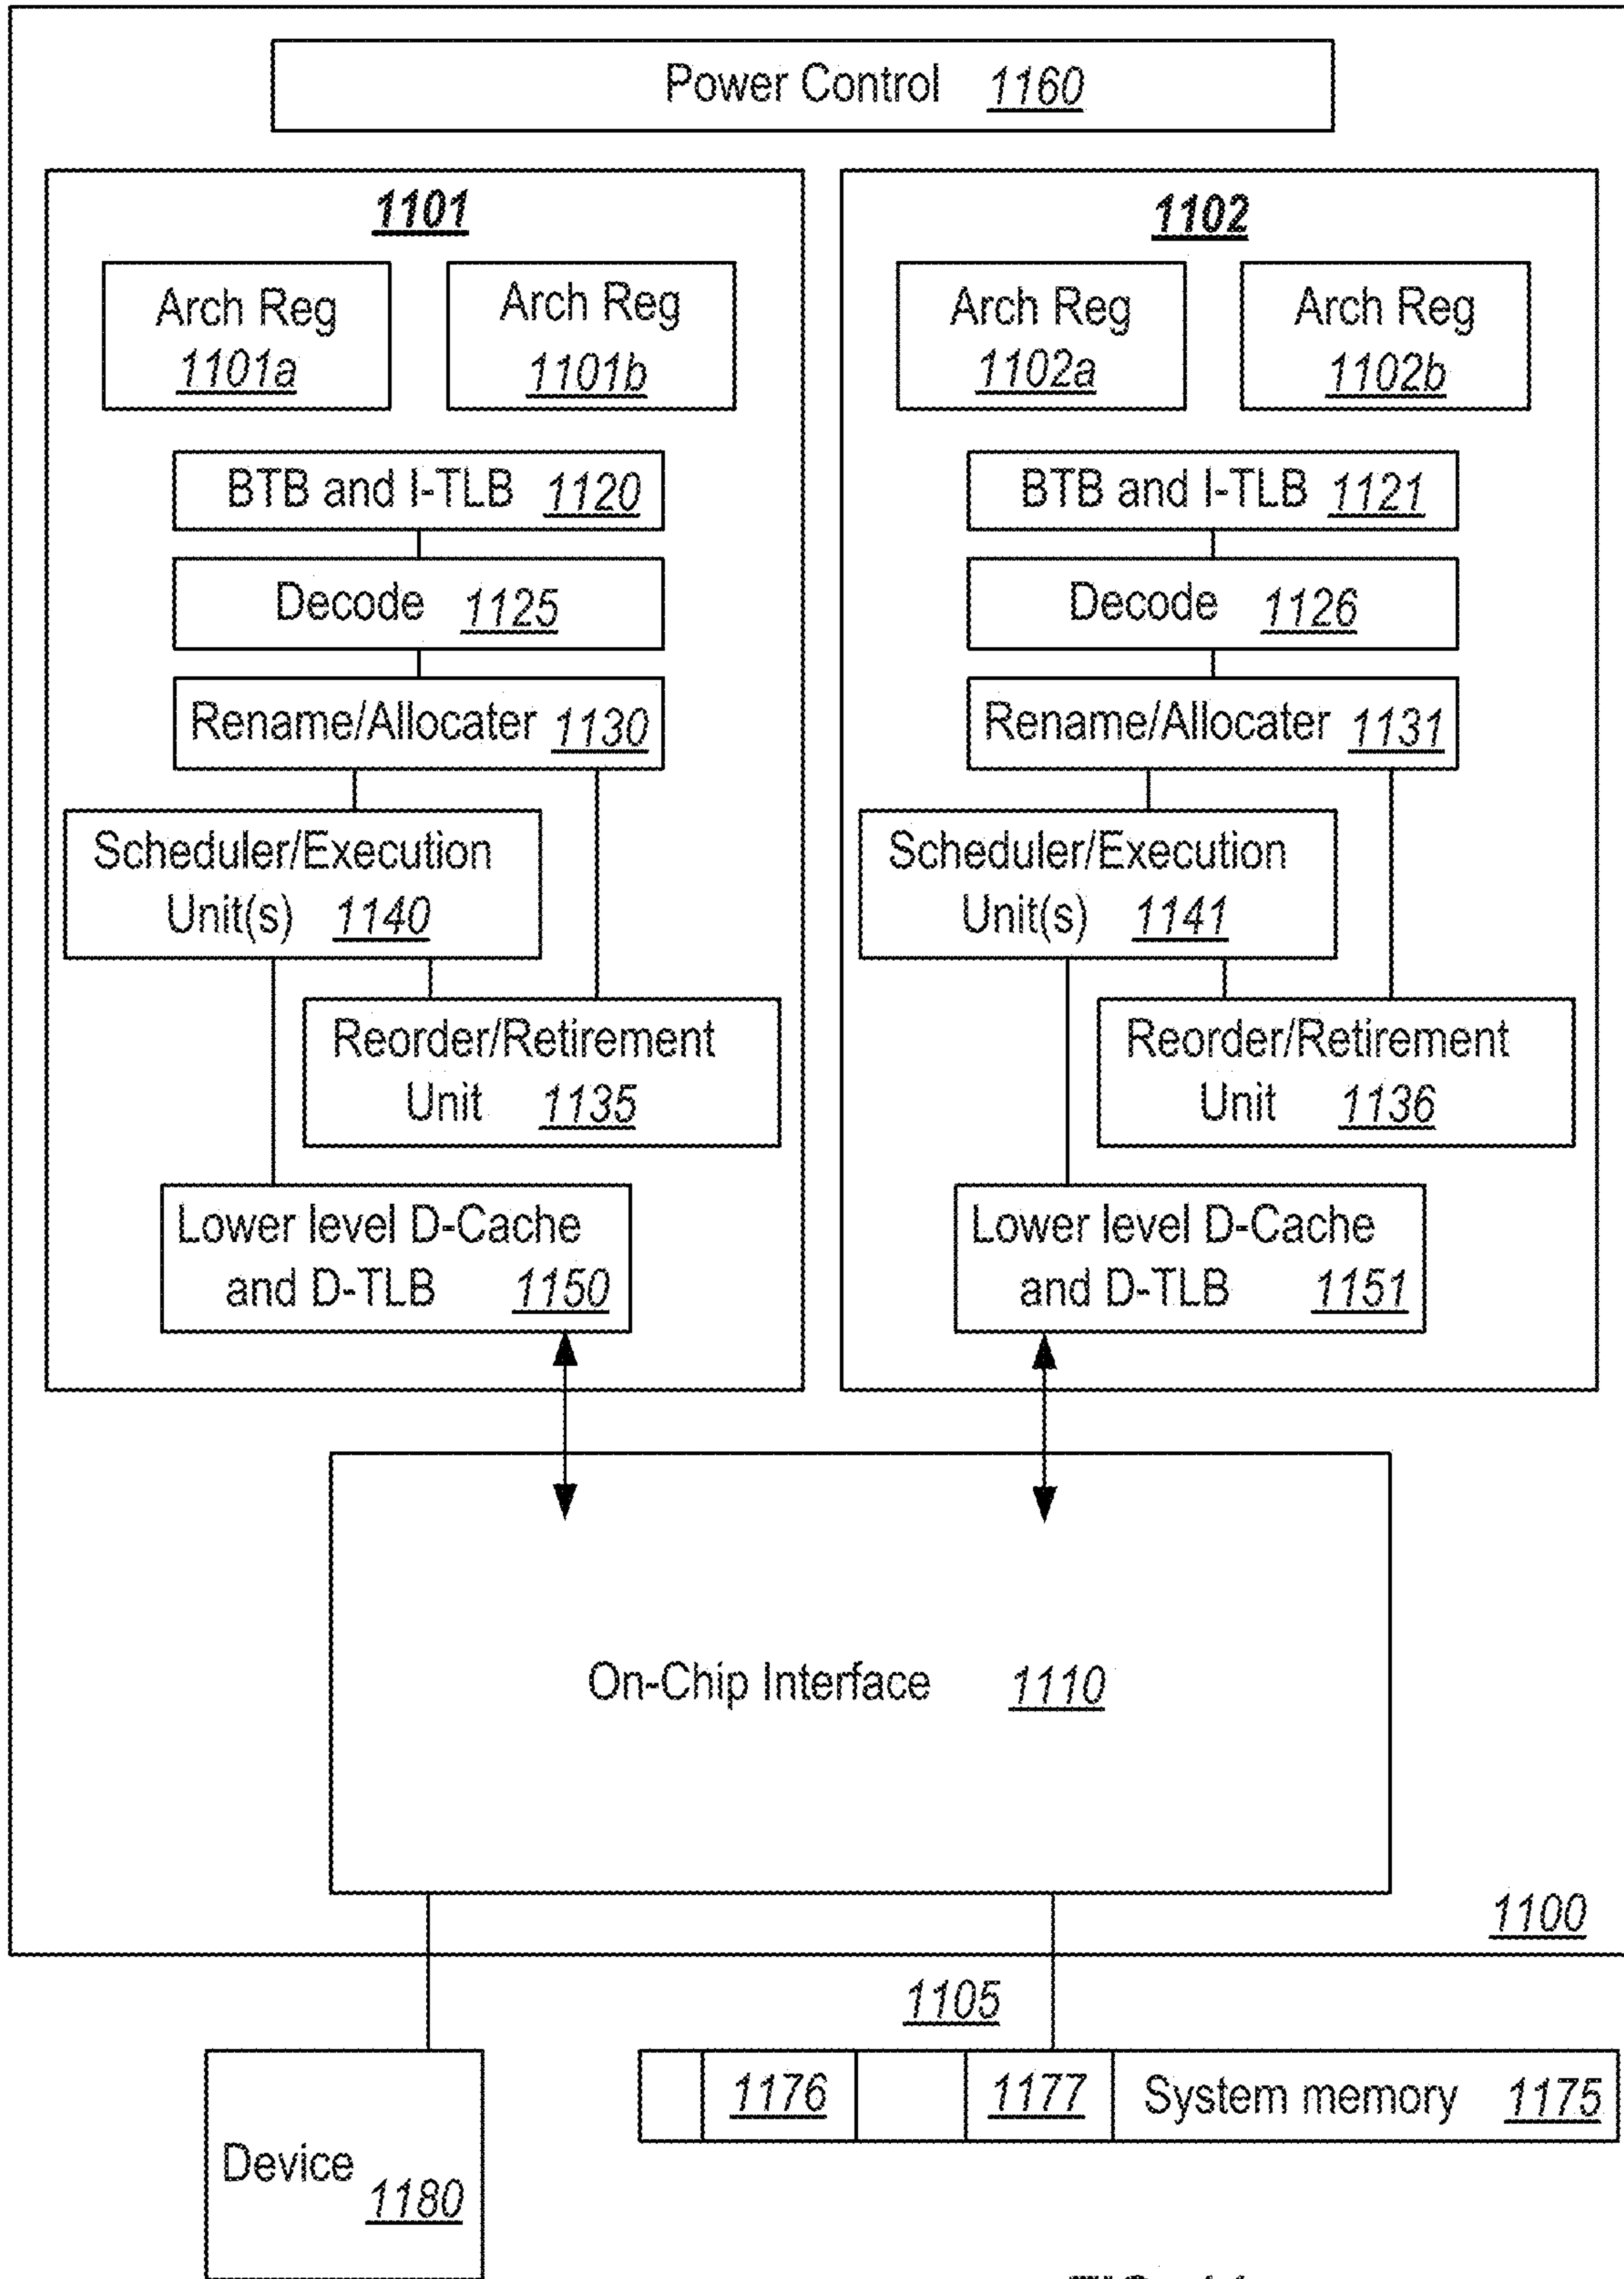 Power Control 1160
1101
Arch Reg
1101a
Arch Reg
1101b
BTB and I-TLB 1120
Decode 1125
Rename/Allocater 1130
Scheduler/Execution
Unit(s) 1140
Reorder/Retirement
Unit 1135
Lower level D-Cache
and D-TLB 1150
1102
Arch Reg
1102a
Arch Reg
1102b
BTB and I-TLB 1121
Decode 1126
Rename/Allocater 1131
Scheduler/Execution
Unit(s) 1141
Reorder/Retirement
Unit 1136
Lower level D-Cache
and D-TLB 1151
On-Chip Interface 1110
1100
1105
1176
1177
System memory 1175
Device 1180